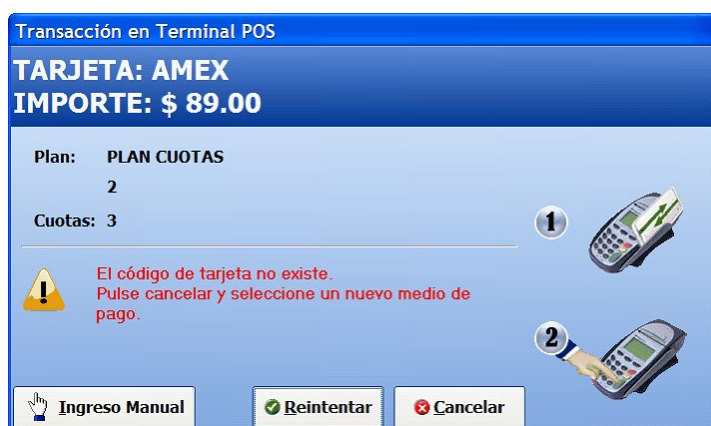 Transacción en Terminal POS
TARJETA: AMEX
IMPORTE: $ 89.00
Plan: PLAN CUOTAS
2
Cuotas: 3
1
El código de tarjeta no existe.
Pulse cancelar y seleccione un nuevo medio de
pago.
2
Ingreso Manual Reintentar Cancelar